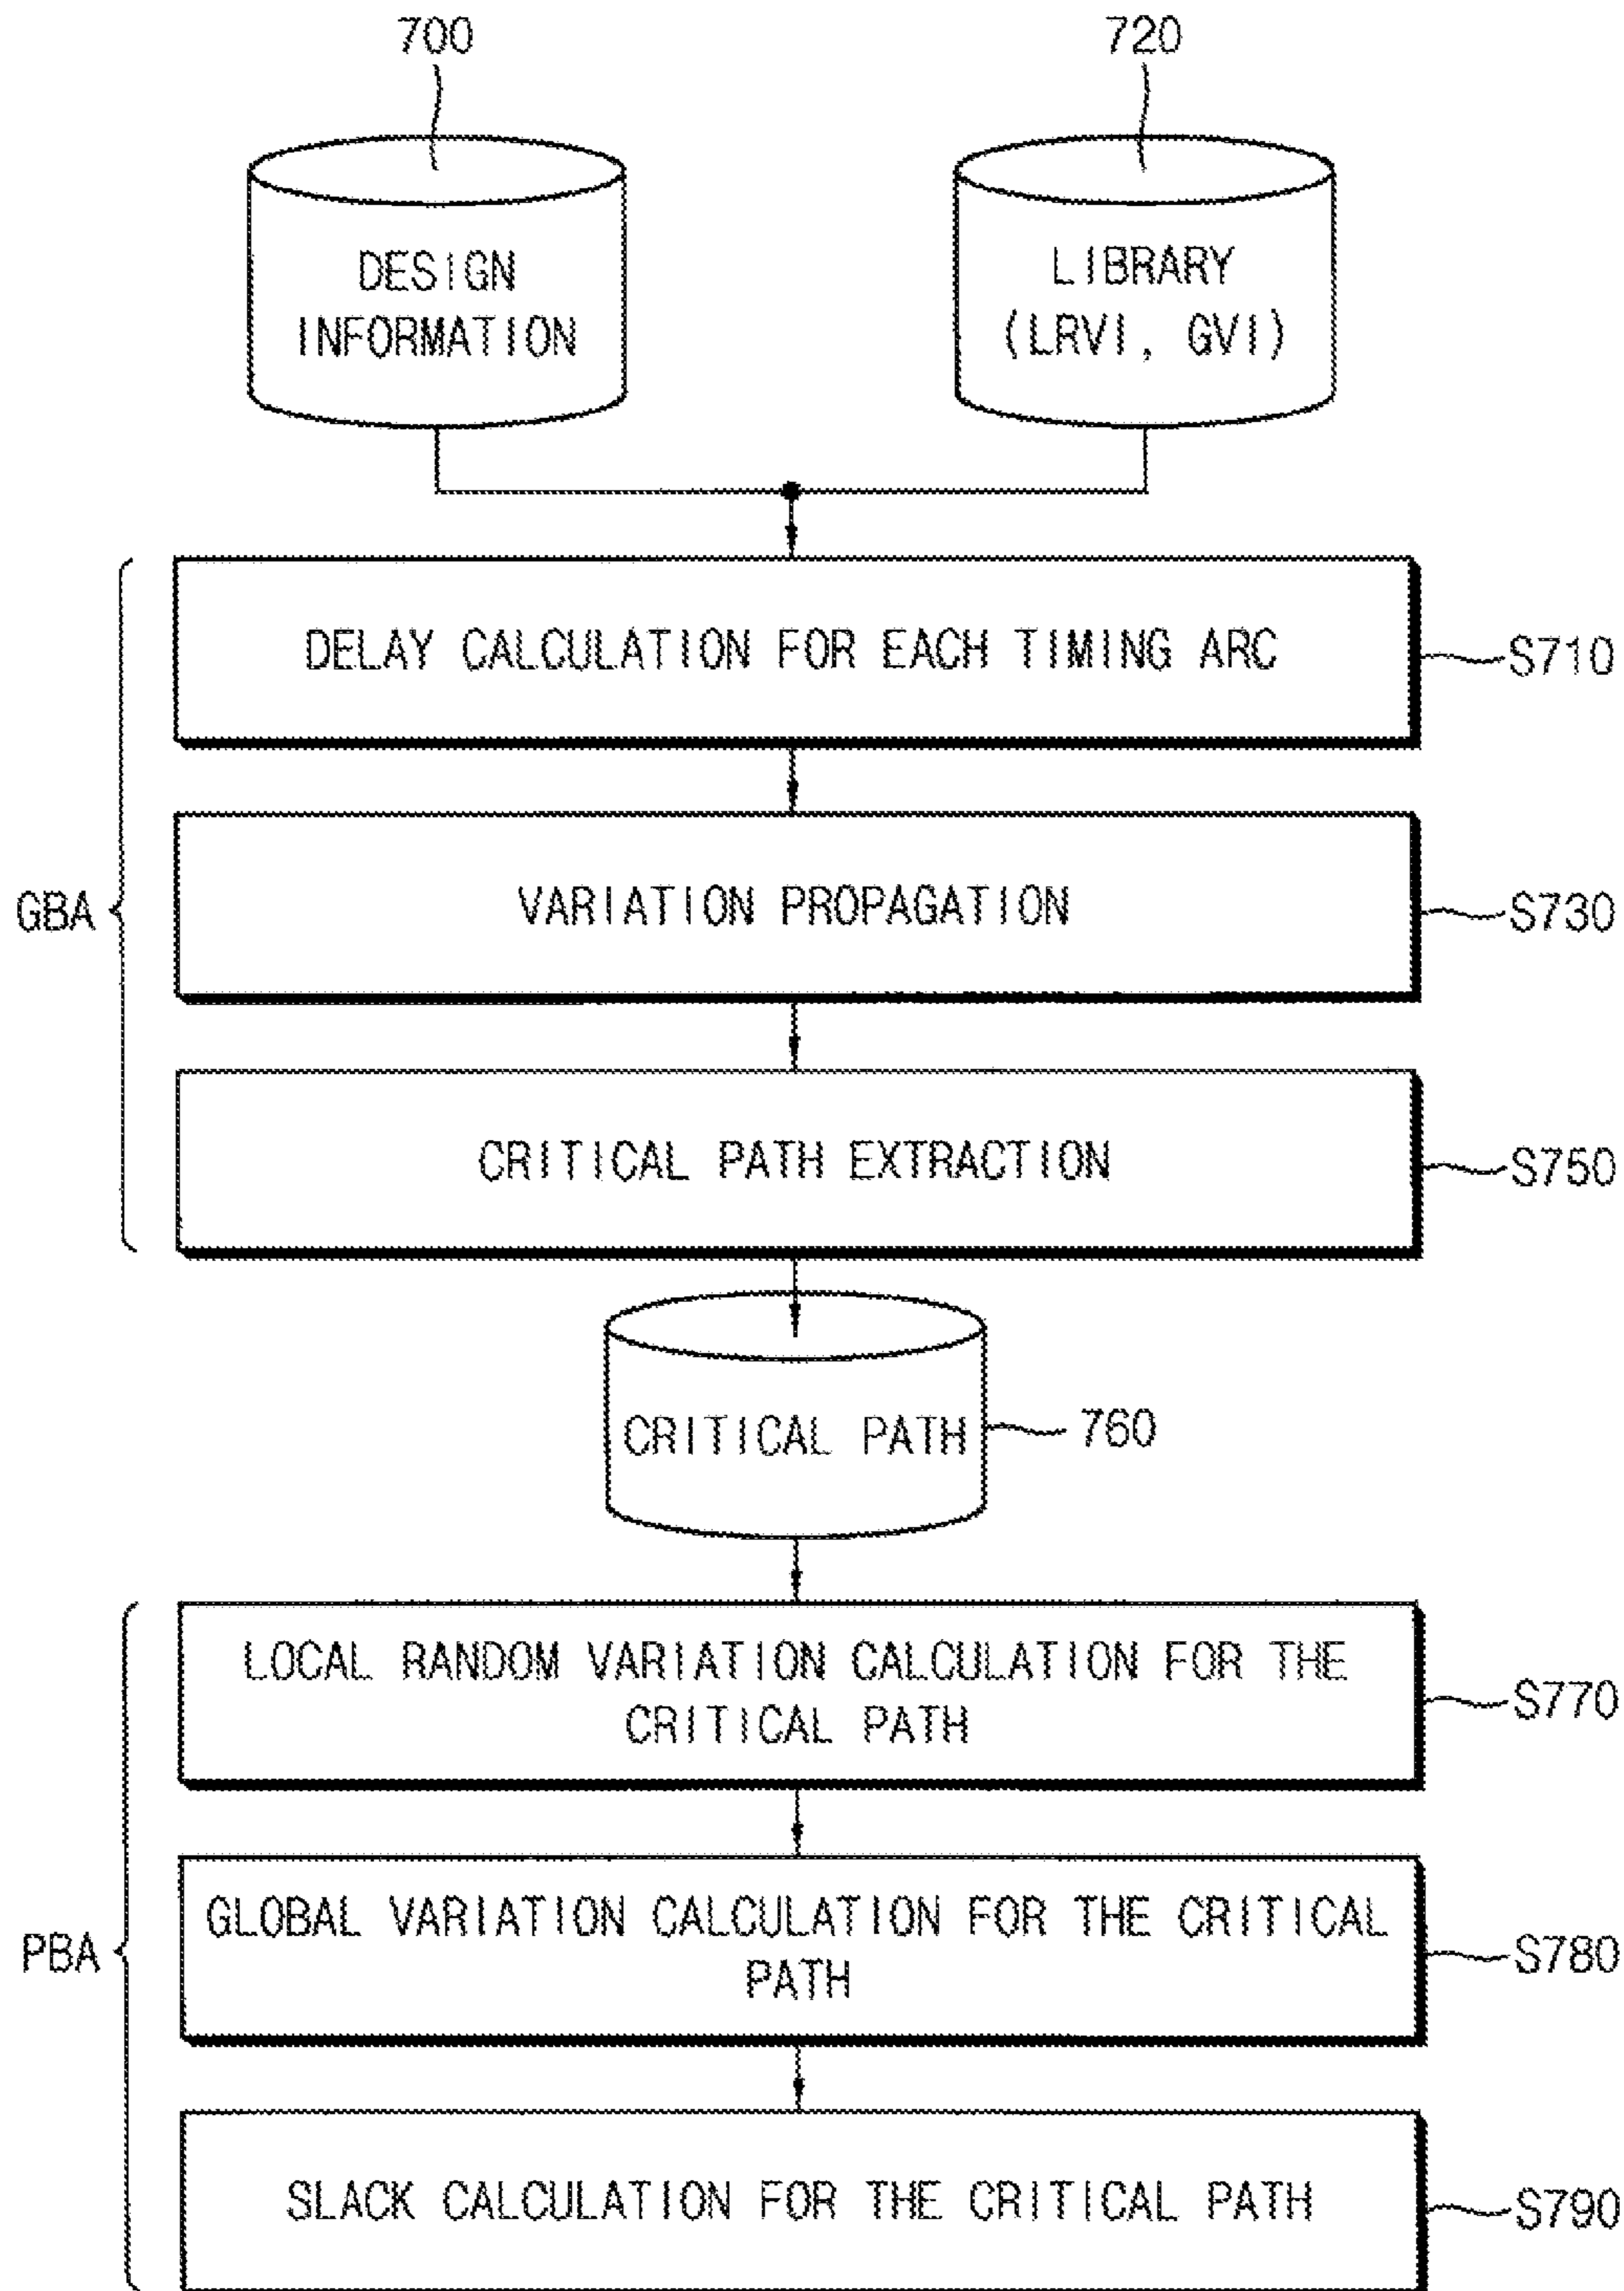 700
720
DESIGN
INFORMATION
LIBRARY
(LRVI, GVI)
DELAY CALCULATION FOR EACH TIMING ARC
S710
GBA
VARIATION PROPAGATION
S730
CRITICAL PATH EXTRACTION
S750
CRITICAL PATH
760
LOCAL RANDOM VARIATION CALCULATION FOR THE
CRITICAL PATH
S770
PBA
GLOBAL VARIATION CALCULATION FOR THE CRITICAL
PATH
S780
SLACK CALCULATION FOR THE CRITICAL PATH
S790